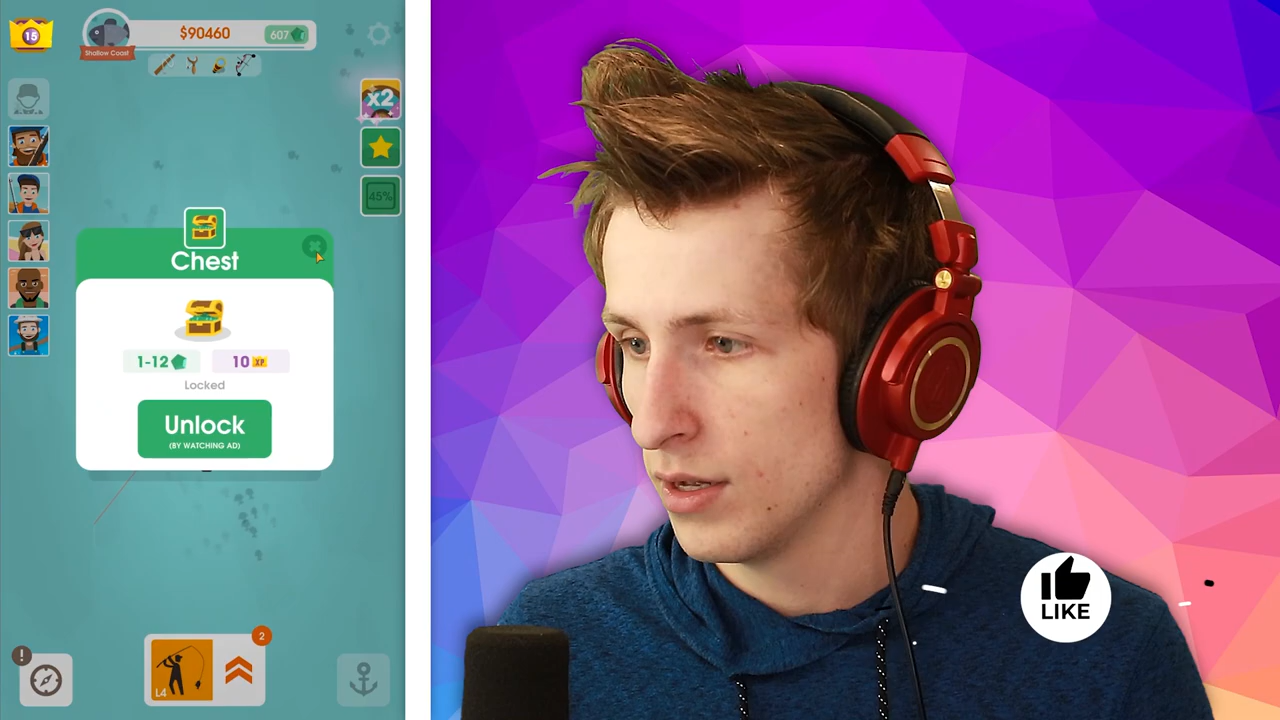 15
$90460
607
Shallow Coast
x2
45%
Chest
1-12
10 XP
Locked
Unlock
(BY WATCHING AD)
LIKE
!
L4
2